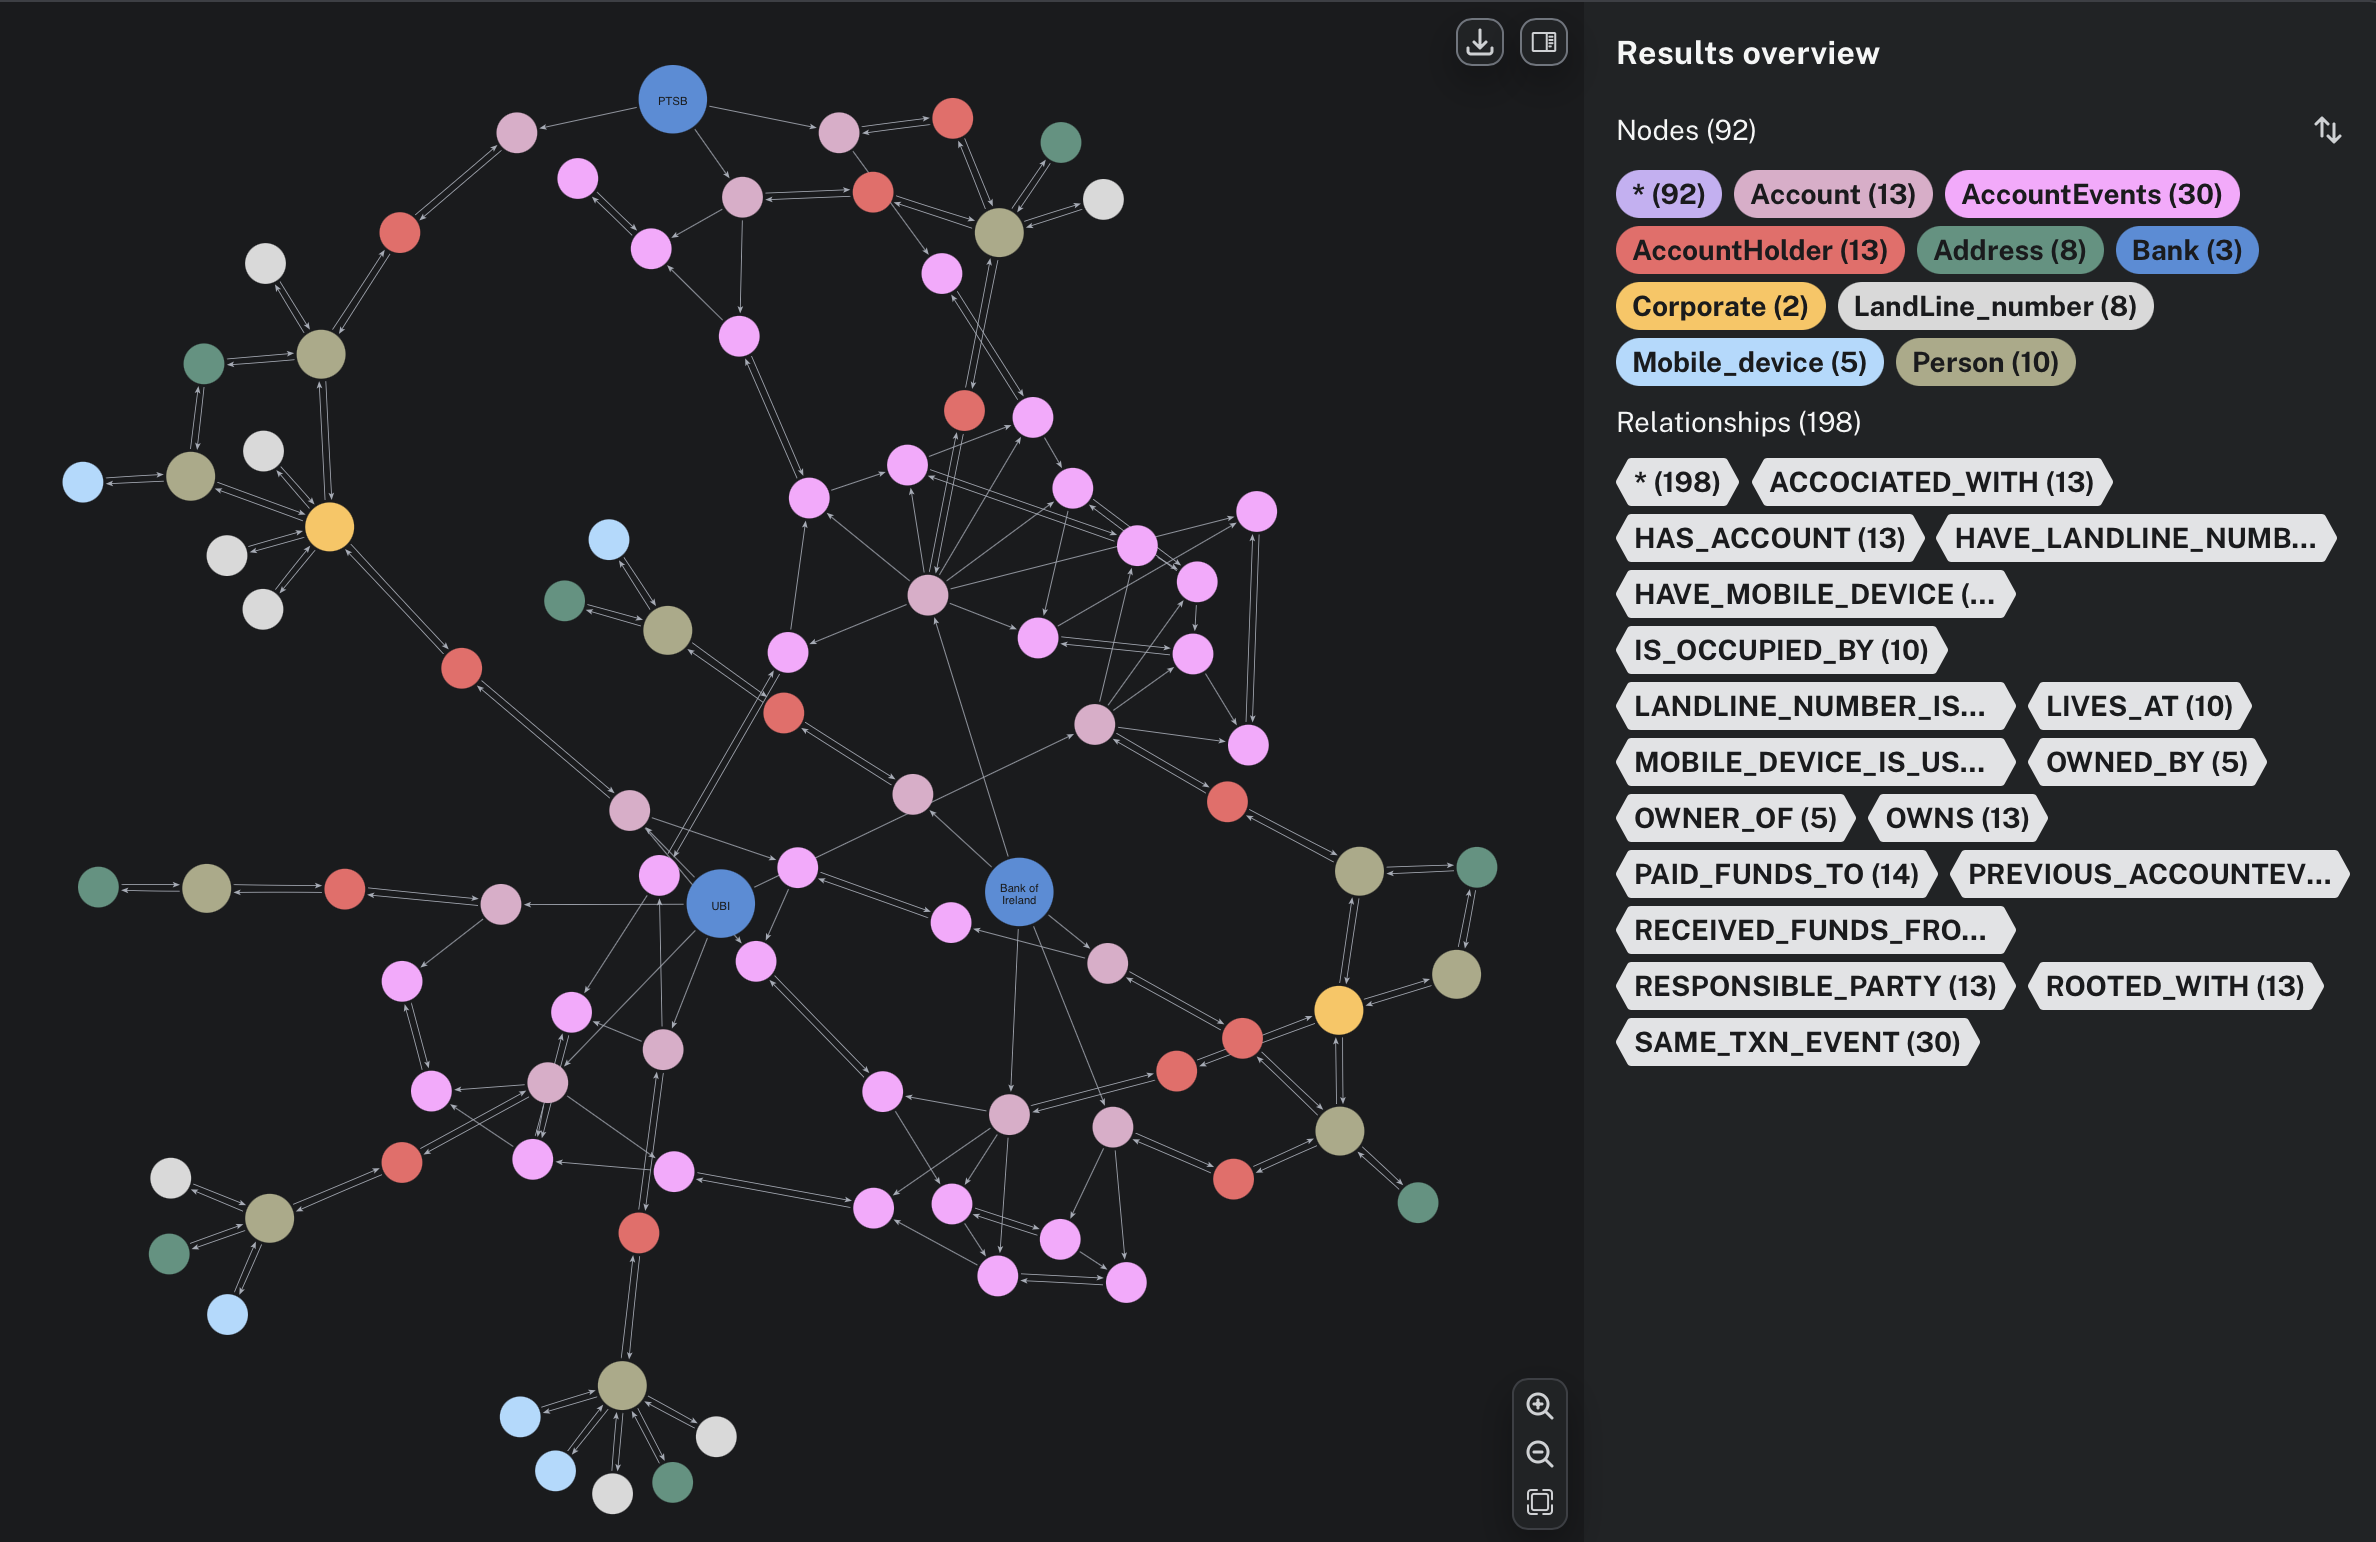 PTSB
UBI
Bank of
Ireland
Results overview
Nodes (92)
* (92) Account (13) AccountEvents (30)
AccountHolder (13) Address (8) Bank (3)
Corporate (2) LandLine_number (8)
Mobile_device (5) Person (10)
Relationships (198)
* (198) ACCOCIATED_WITH (13)
HAS_ACCOUNT (13) HAVE_LANDLINE_NUMB...
HAVE_MOBILE_DEVICE (...
IS_OCCUPIED_BY (10)
LANDLINE_NUMBER_IS... LIVES_AT (10)
MOBILE_DEVICE_IS_US... OWNED_BY (5)
OWNER_OF (5) OWNS (13)
PAID_FUNDS_TO (14) PREVIOUS_ACCOUNTEV...
RECEIVED_FUNDS_FRO...
RESPONSIBLE_PARTY (13) ROOTED_WITH (13)
SAME_TXN_EVENT (30)